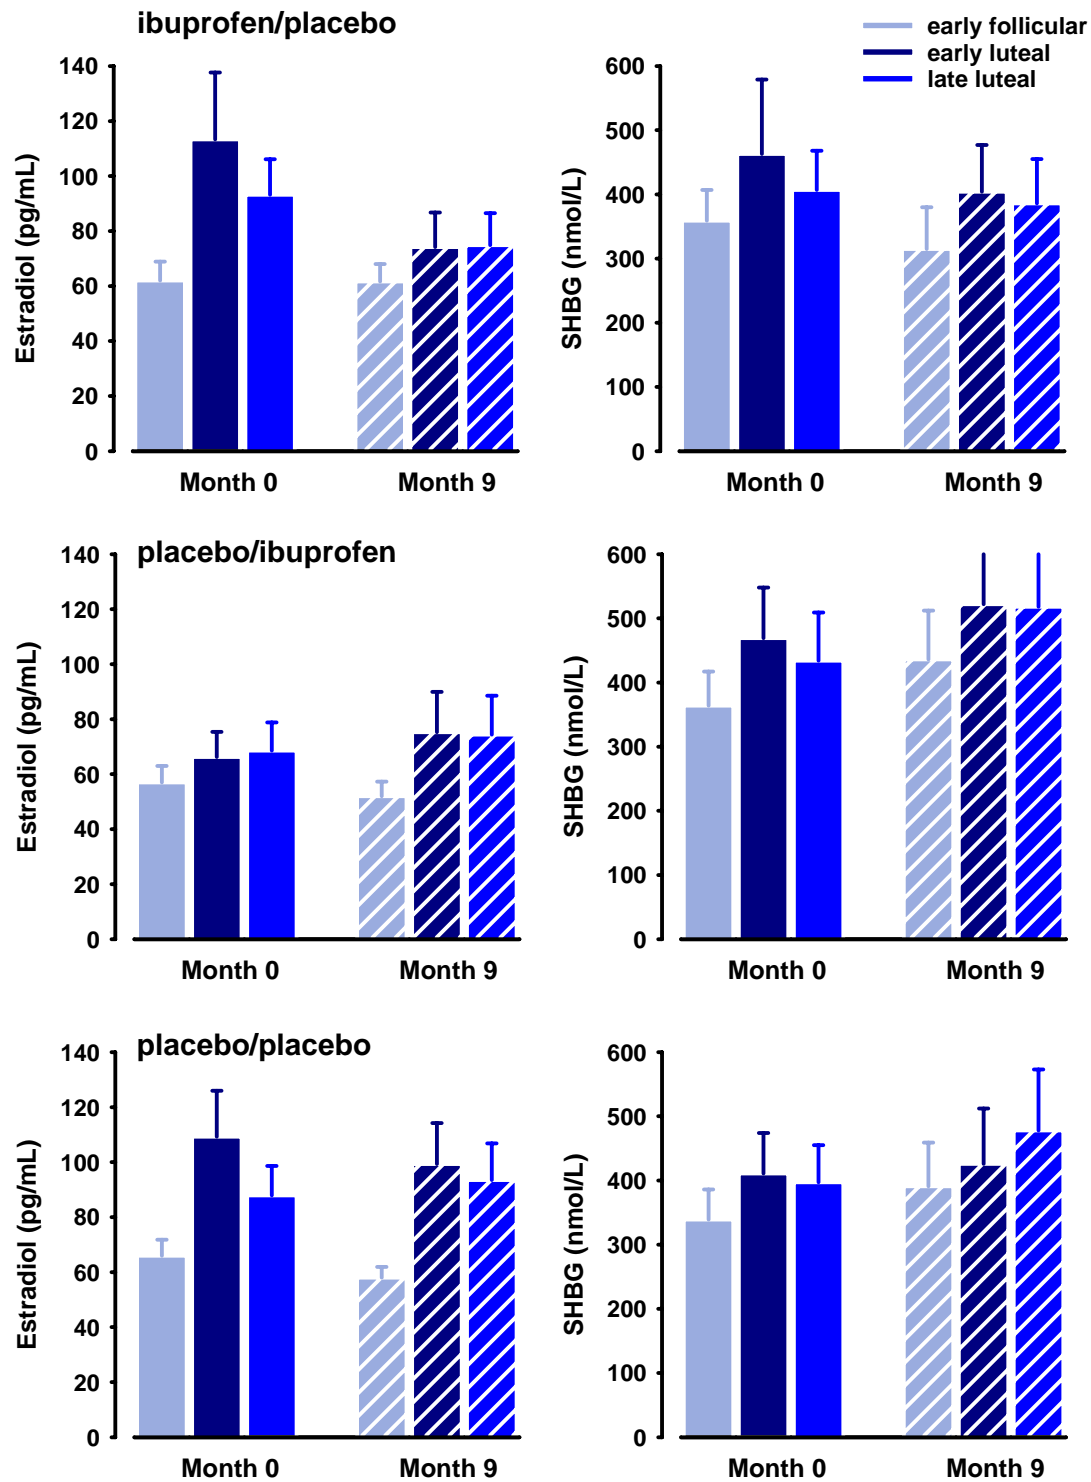 ibuprofen/placebo
early follicular
early luteal
late luteal
Estradiol (pg/mL)
140
120
100
80
60
40
20
0
Month 0
Month 9
SHBG (nmol/L)
600
500
400
300
200
100
0
Month 0
Month 9
placebo/ibuprofen
Estradiol (pg/mL)
140
120
100
80
60
40
20
0
Month 0
Month 9
SHBG (nmol/L)
600
500
400
300
200
100
0
Month 0
Month 9
placebo/placebo
Estradiol (pg/mL)
140
120
100
80
60
40
20
0
Month 0
Month 9
SHBG (nmol/L)
600
500
400
300
200
100
0
Month 0
Month 9